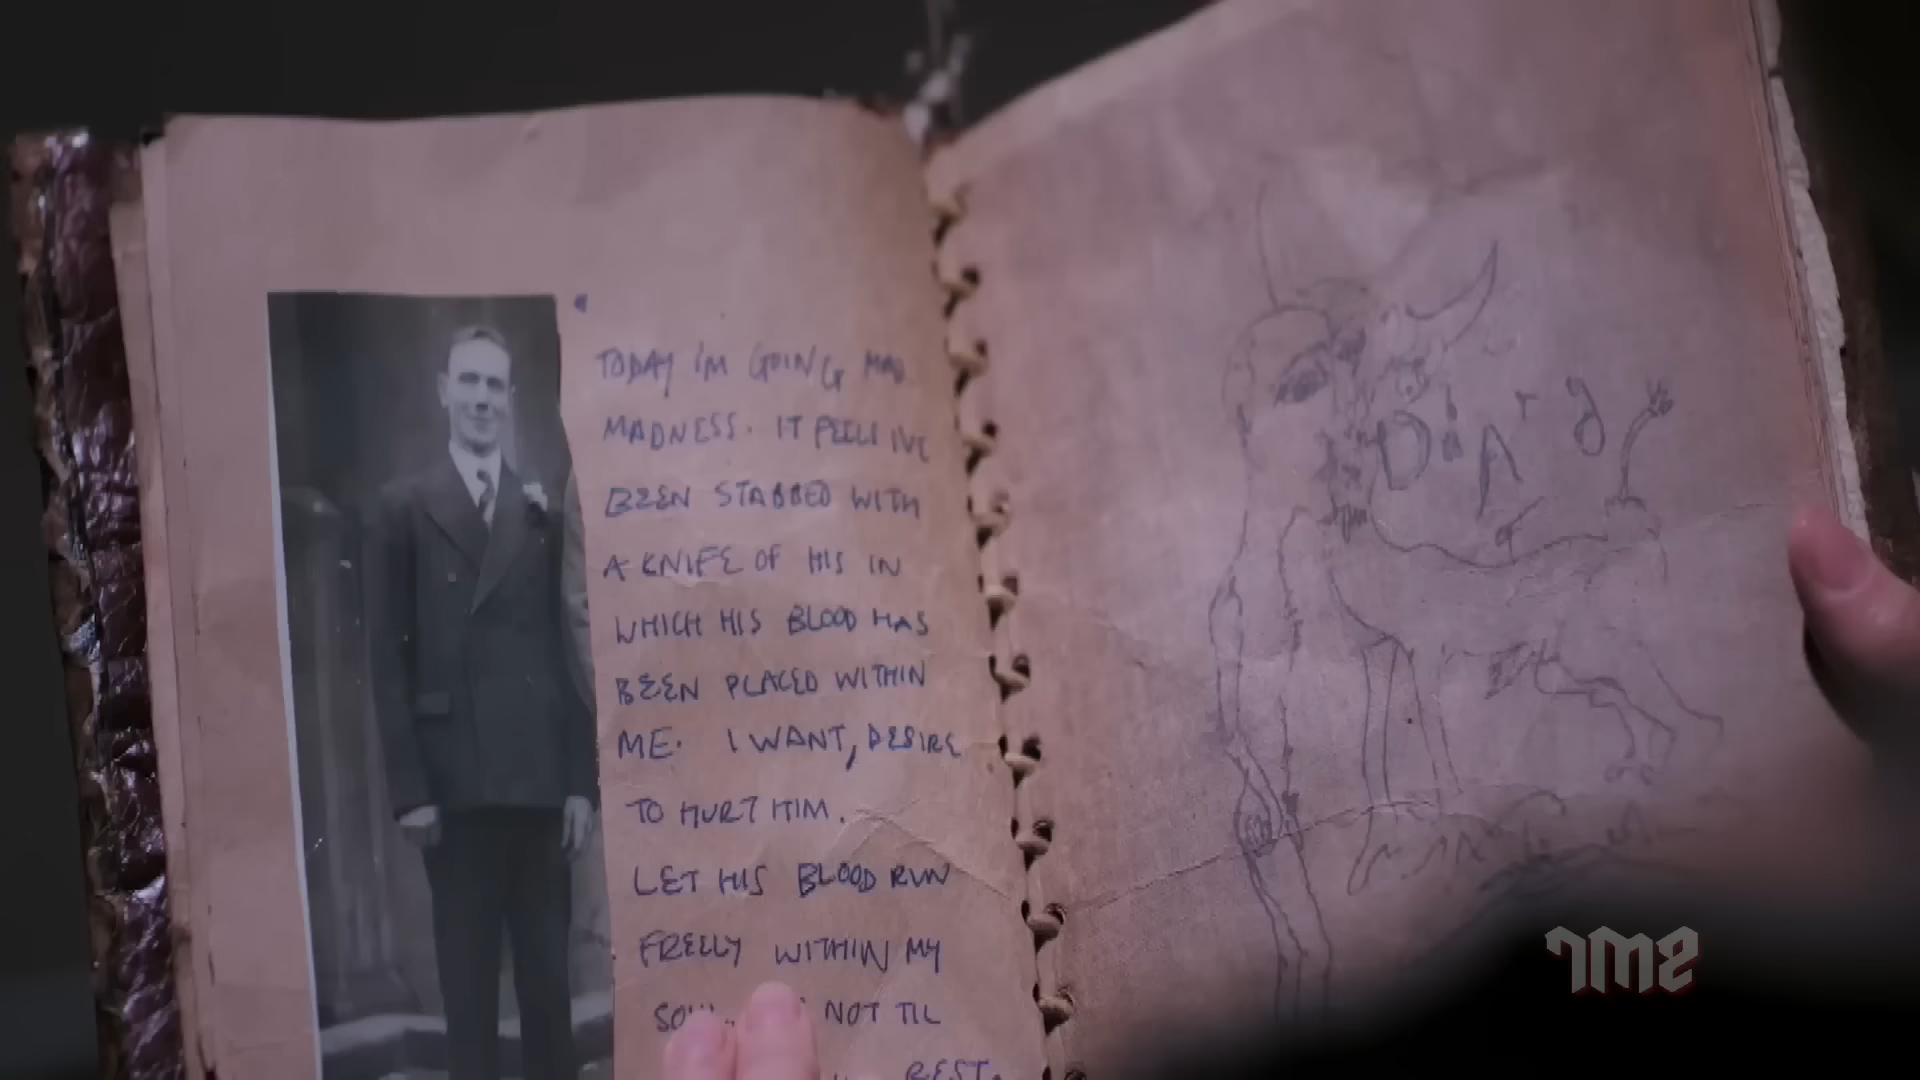 TODAY I'M GOING MAD
MADNESS. IT FEELS IVE
BEEN STABBED WITH
A KNIFE OF HIS IN
WHICH HIS BLOOD HAS
BEEN PLACED WITHIN
ME. I WANT, DESIRE
TO HURT HIM.
LET HIS BLOOD RUN
FREELY WITHIN MY
NOT TIL
REST.